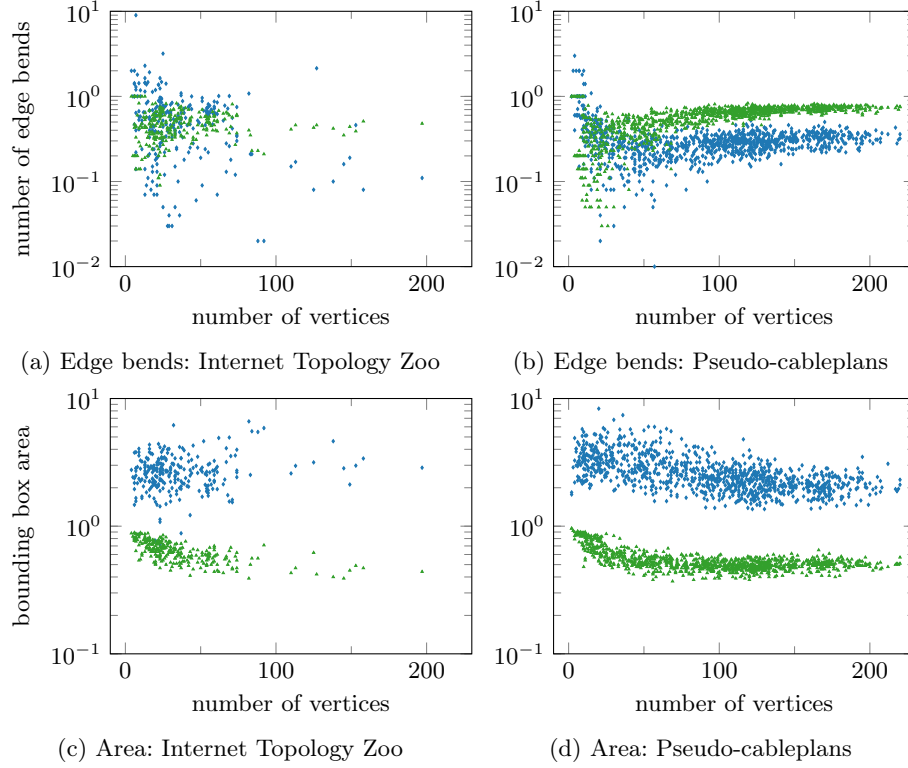 10^1
10^0
10^-1
10^-2
number of edge bends
0
100
200
number of vertices
(a) Edge bends: Internet Topology Zoo
10^1
10^0
10^-1
10^-2
0
100
200
number of vertices
(b) Edge bends: Pseudo-cableplans
10^1
10^0
10^-1
bounding box area
0
100
200
number of vertices
(c) Area: Internet Topology Zoo
10^1
10^0
10^-1
0
100
200
number of vertices
(d) Area: Pseudo-cableplans